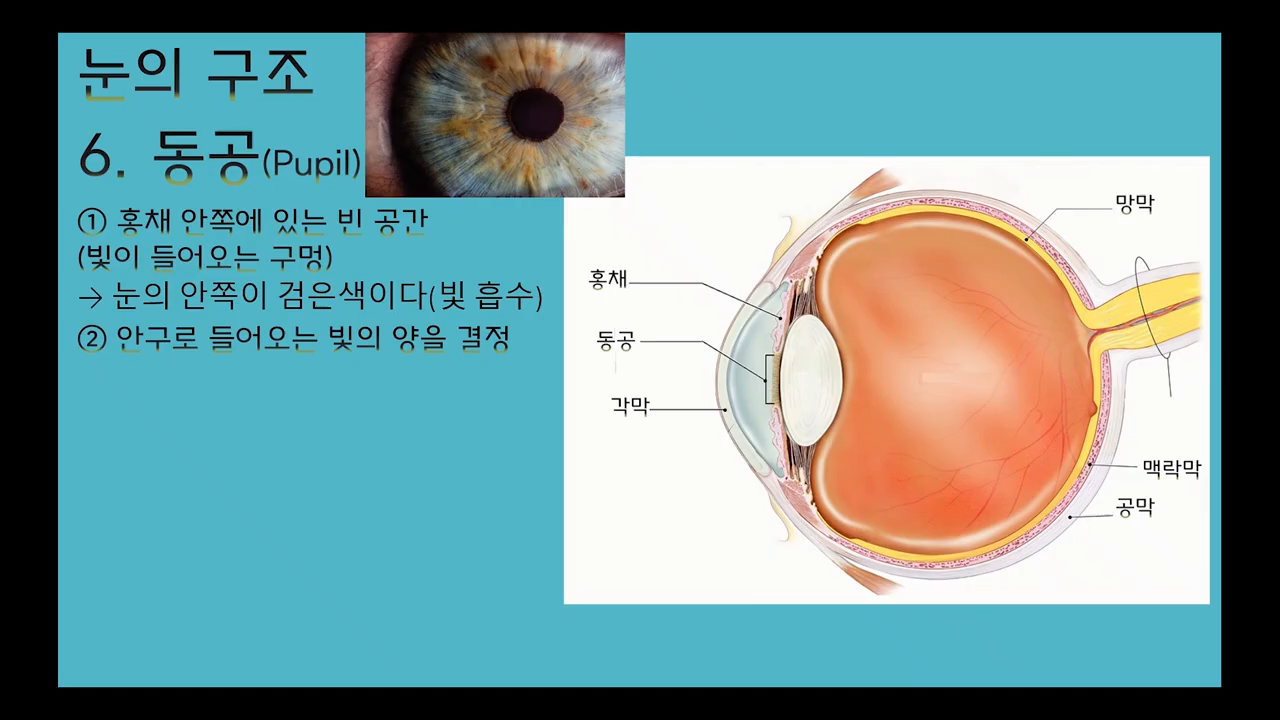 눈의 구조
6. 동공(Pupil)
① 홍채 안쪽에 있는 빈 공간
(빛이 들어오는 구멍)
→ 눈의 안쪽이 검은색이다(빛 흡수)
② 안구로 들어오는 빛의 양을 결정
망막
홍채
동공
각막
맥락막
공막